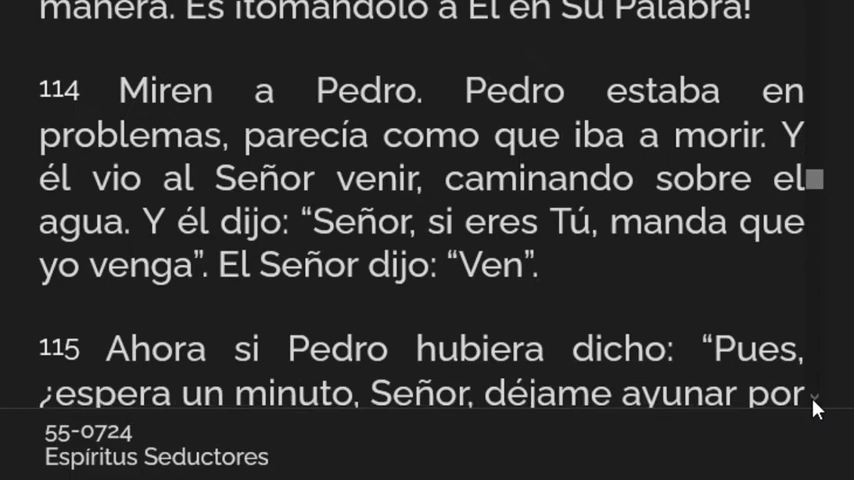 manera. Es ¡tomándolo a Él en Su Palabra!
114 Miren a Pedro. Pedro estaba en
problemas, parecía como que iba a morir. Y
él vio al Señor venir, caminando sobre el
agua. Y él dijo: “Señor, si eres Tú, manda que
yo venga”. El Señor dijo: “Ven”.
115 Ahora si Pedro hubiera dicho: “Pues,
¿espera un minuto, Señor, déjame ayunar por
55-0724
Espíritus Seductores